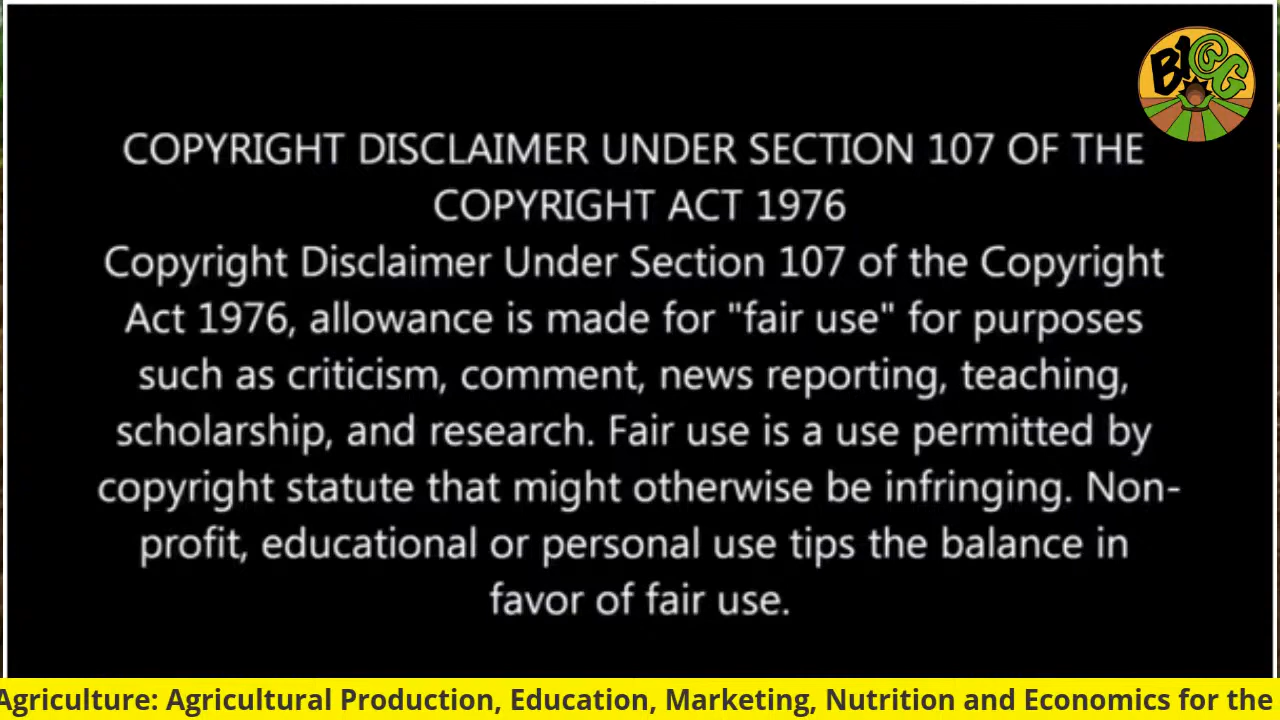 B1@G
COPYRIGHT DISCLAIMER UNDER SECTION 107 OF THE
COPYRIGHT ACT 1976
Copyright Disclaimer Under Section 107 of the Copyright
Act 1976, allowance is made for "fair use" for purposes
such as criticism, comment, news reporting, teaching,
scholarship, and research. Fair use is a use permitted by
copyright statute that might otherwise be infringing. Non-
profit, educational or personal use tips the balance in
favor of fair use.
Agriculture: Agricultural Production, Education, Marketing, Nutrition and Economics for the